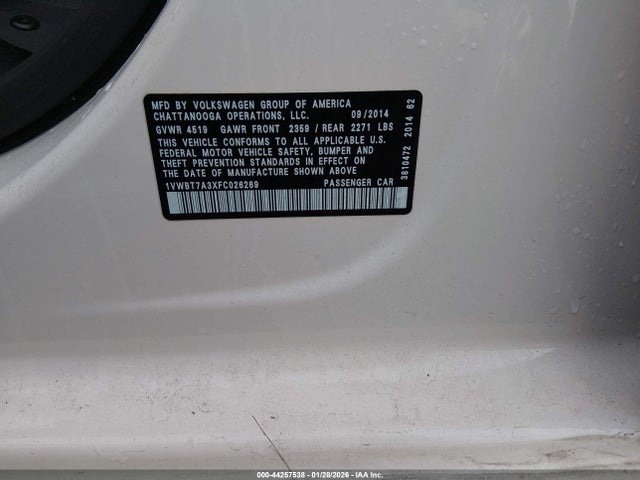 MFD BY VOLKSWAGEN GROUP OF AMERICA
CHATTANOOGA OPERATIONS, LLC. 09/2014
GVWR 4519 GAWR FRONT 2359 / REAR 2271 LBS
THIS VEHICLE CONFORMS TO ALL APPLICABLE U.S.
FEDERAL MOTOR VEHICLE SAFETY, BUMPER AND
THEFT PREVENTION STANDARDS IN EFFECT ON THE
DATE OF MANUFACTURE SHOWN ABOVE
1VWBT7A3XFC026269 PASSENGER CAR
3810472 2014 62
000-44257538 | 01/28/2026 — IAA Inc.